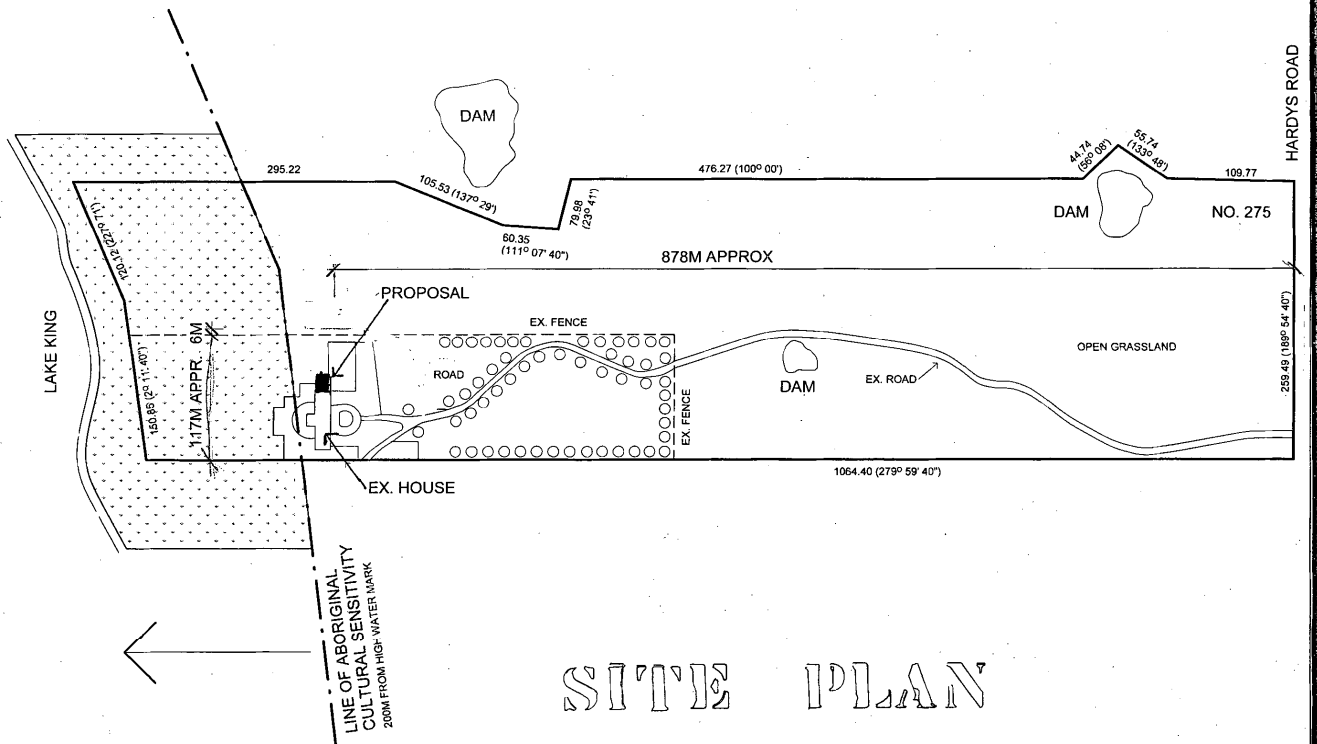 HARDYS ROAD
DAM
295.22
105.53 (137° 29')
60.35
(111° 07' 40")
79.98
(23° 41')
476.27 (100° 00')
44.74
(56° 08')
55.74
(133° 48')
109.77
DAM
NO. 275
120.12 (227° 71')
878M APPROX
PROPOSAL
LAKE KING
150.86 (2° 11' 40")
117M APPR.
6M
EX. FENCE
ROAD
EX. FENCE
DAM
EX. ROAD
OPEN GRASSLAND
259.49 (189° 54' 40")
EX. HOUSE
1064.40 (279° 59' 40")
LINE OF ABORIGINAL
CULTURAL SENSITIVITY
200M FROM HIGH WATER MARK
SITE PLAN